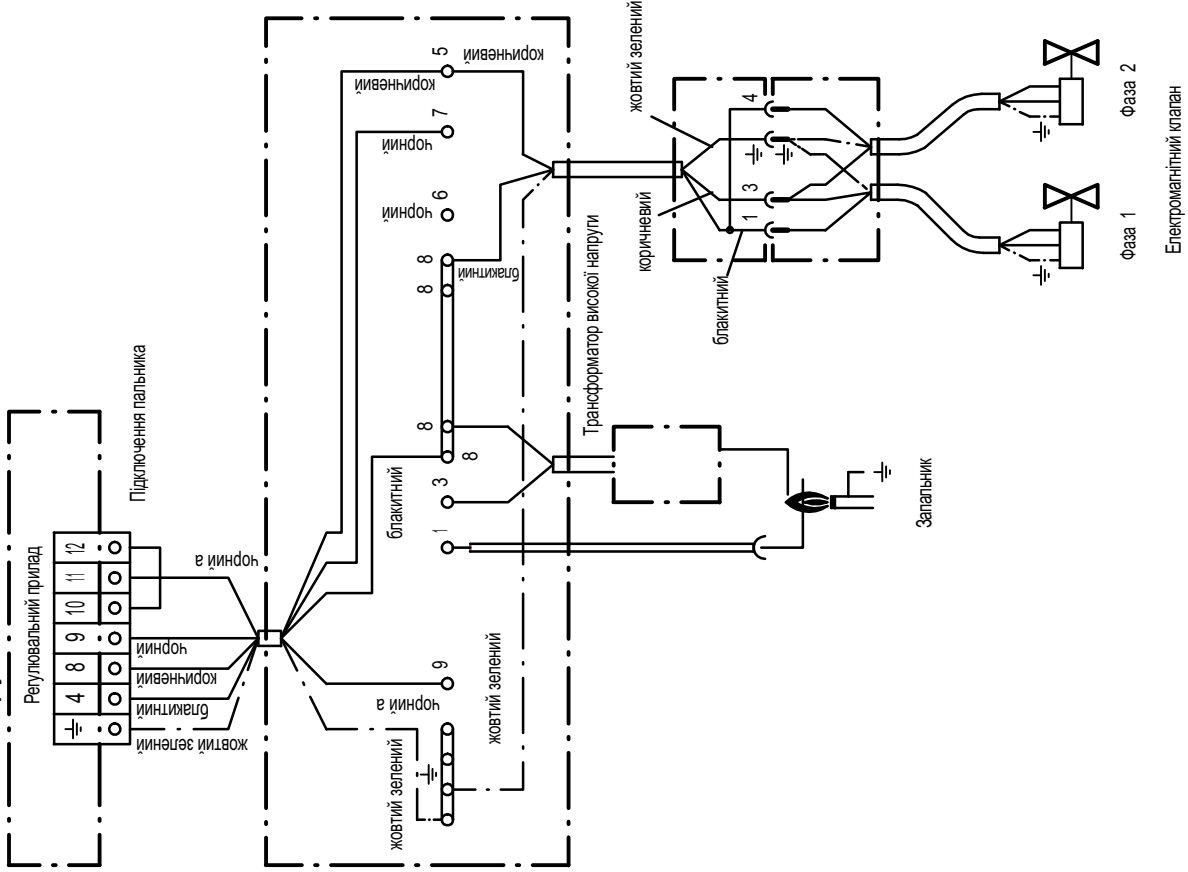 Регулювальний прилад
4
8
9
10
11
12
Підключення пальника
жовтий зелений
блакитний
коричневий
чорний
чорний а
жовтий зелений
чорний а
9
жовтий зелений
блакитний
1
3
8
8
8
8
блакитний
6
чорний
7
чорний
5
коричневий
коричневий
Трансформатор високої напруги
Запальник
блакитний
коричневий
жовтий зелений
1
3
4
Фаза 1
Фаза 2
Електромагнітний клапан